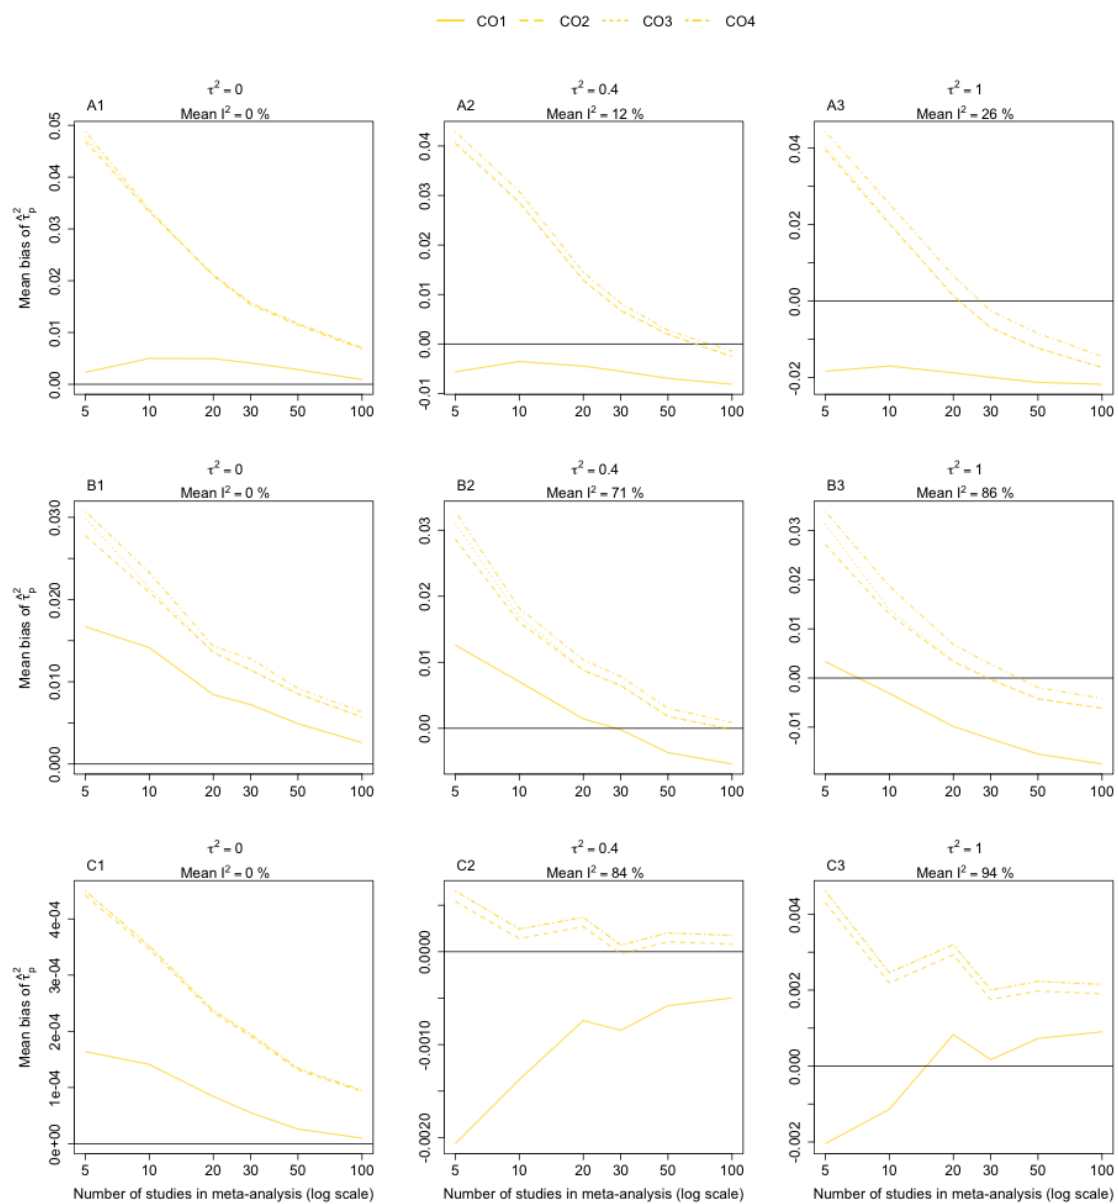 CO1 CO2 CO3 CO4
τ² = 0
A1 Mean I² = 0 %
Mean bias of τ̂²ₚ
0.00 0.01 0.02 0.03 0.04 0.05
5 10 20 30 50 100
τ² = 0.4
A2 Mean I² = 12 %
-0.01 0.00 0.01 0.02 0.03 0.04
5 10 20 30 50 100
τ² = 1
A3 Mean I² = 26 %
-0.02 0.00 0.02 0.04
5 10 20 30 50 100
τ² = 0
B1 Mean I² = 0 %
Mean bias of τ̂²ₚ
0.000 0.010 0.020 0.030
5 10 20 30 50 100
τ² = 0.4
B2 Mean I² = 71 %
0.00 0.01 0.02 0.03
5 10 20 30 50 100
τ² = 1
B3 Mean I² = 86 %
-0.01 0.00 0.01 0.02 0.03
5 10 20 30 50 100
τ² = 0
C1 Mean I² = 0 %
Mean bias of τ̂²ₚ
0e+00 1e-04 2e-04 3e-04 4e-04
5 10 20 30 50 100
Number of studies in meta-analysis (log scale)
τ² = 0.4
C2 Mean I² = 84 %
-0.0020 -0.0010 0.0000
5 10 20 30 50 100
Number of studies in meta-analysis (log scale)
τ² = 1
C3 Mean I² = 94 %
-0.002 0.000 0.002 0.004
5 10 20 30 50 100
Number of studies in meta-analysis (log scale)